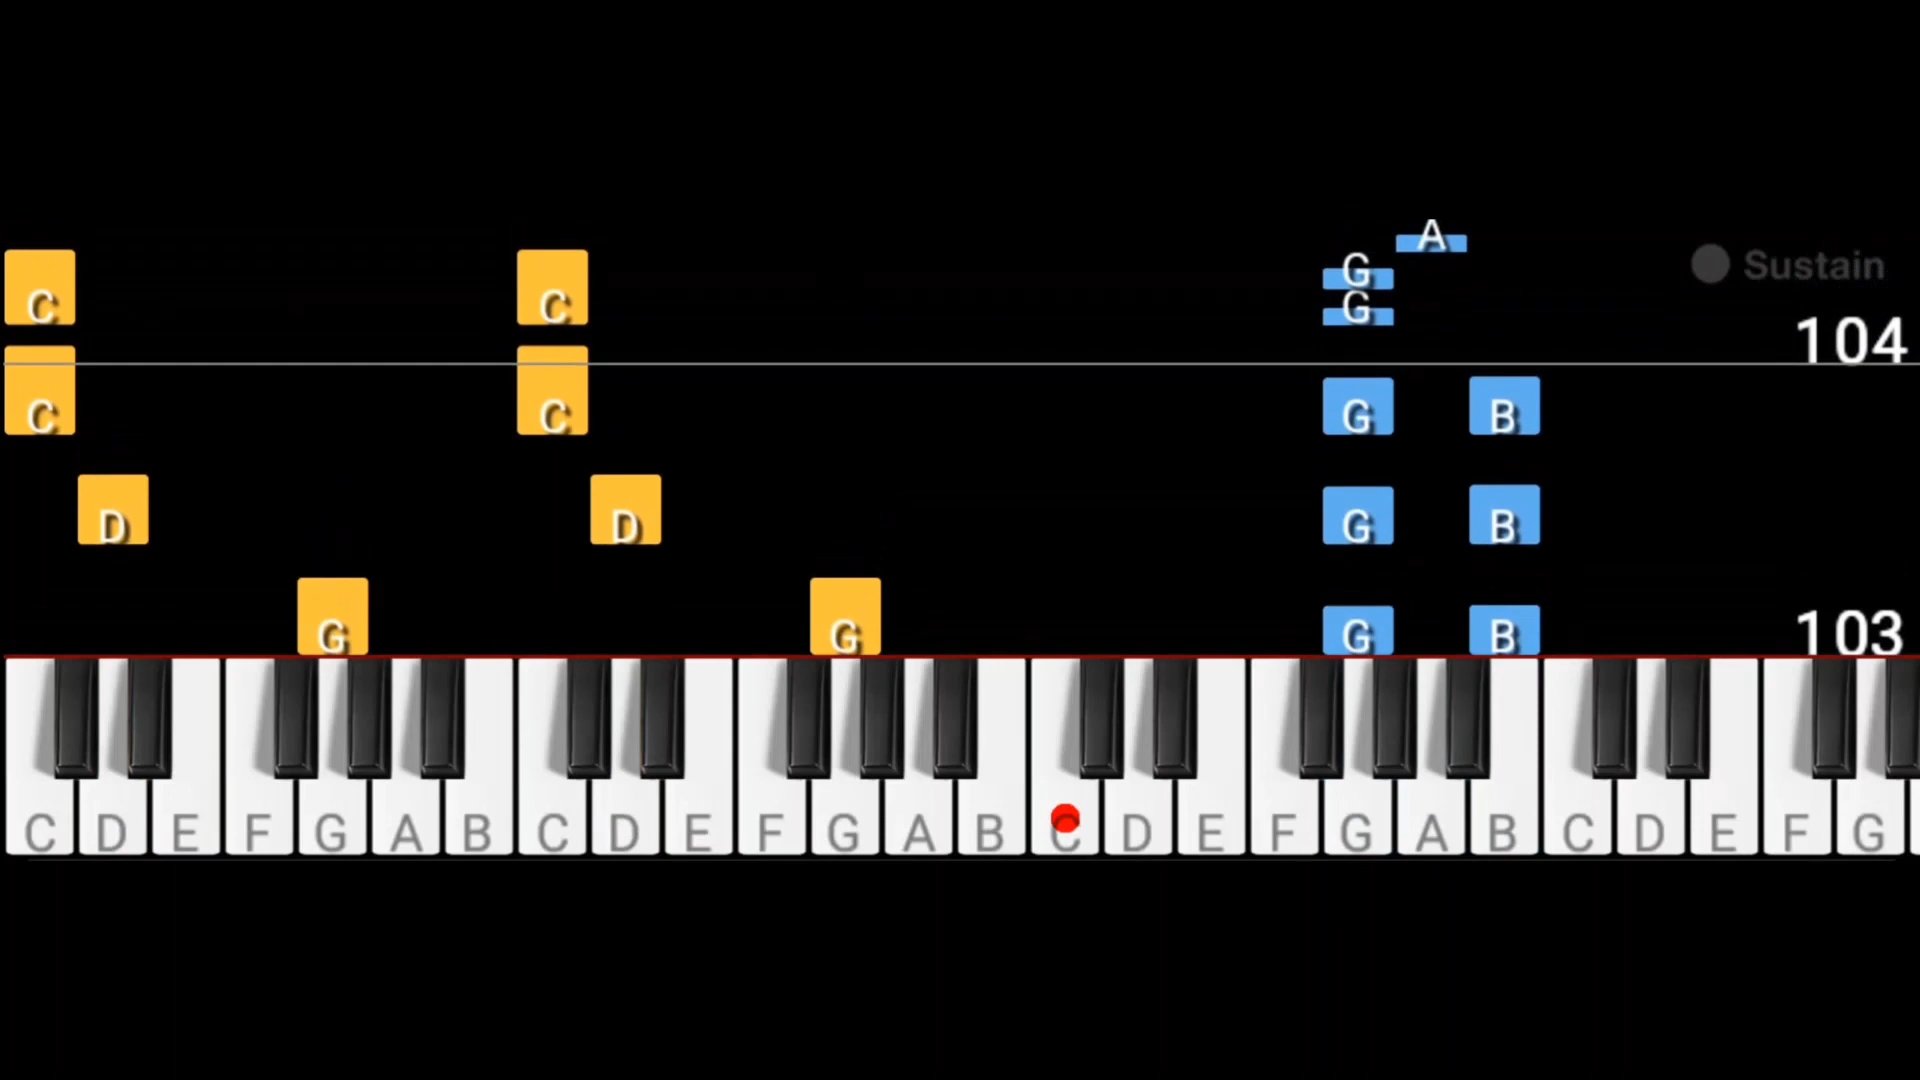 A
G
C C G
Sustain
104
C C G B
D D G B
G G G B
103
C D E F G A B C D E F G A B C D E F G A B C D E F G